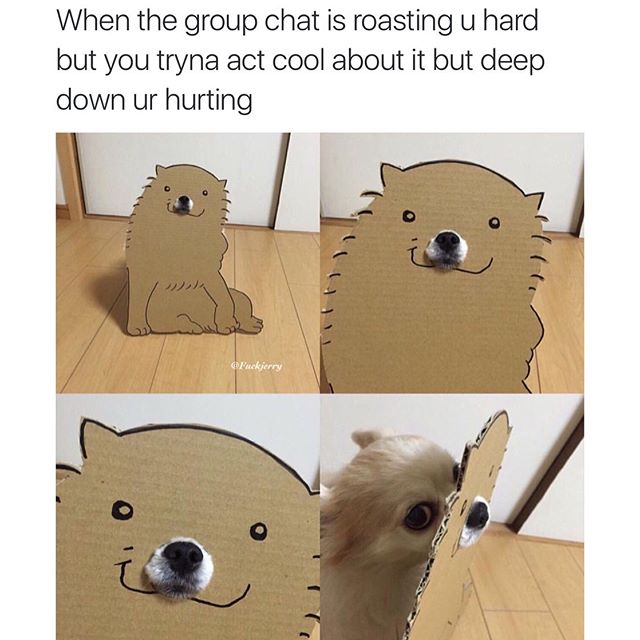 When the group chat is roasting u hard
but you tryna act cool about it but deep
down ur hurting
@Fuckjerry